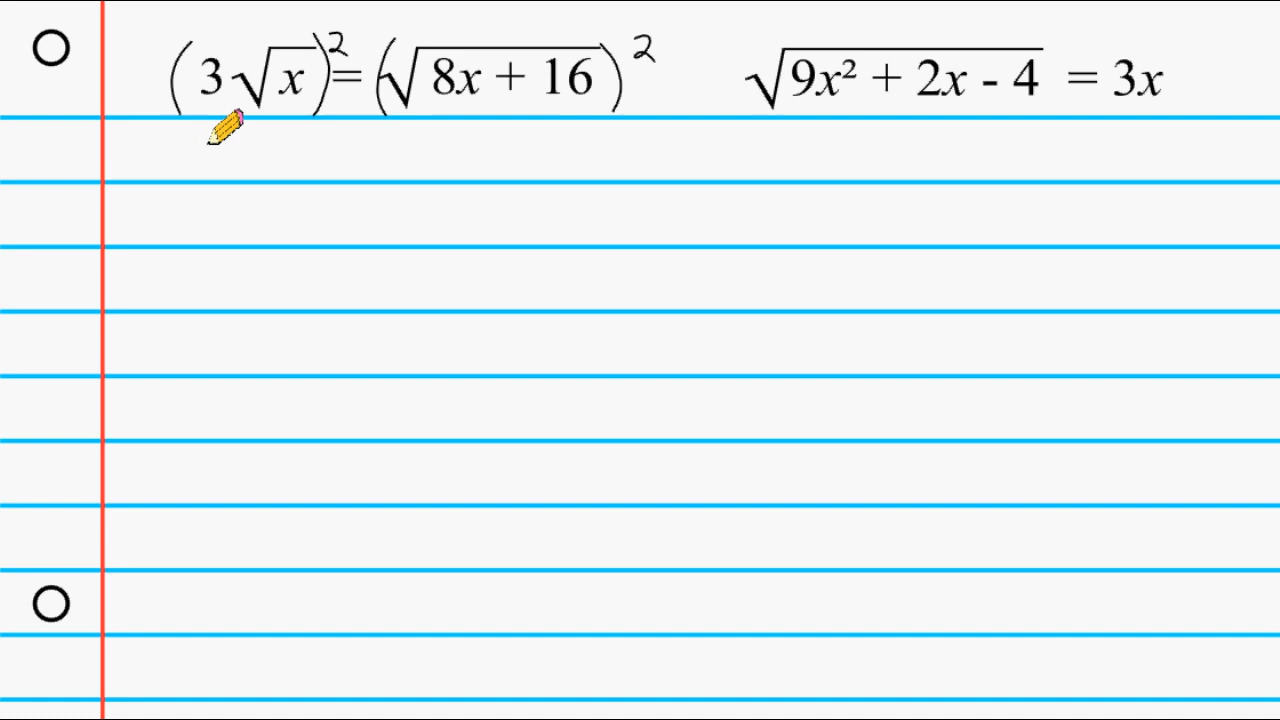 (3√x)² = (√8x + 16)² √9x² + 2x - 4 = 3x